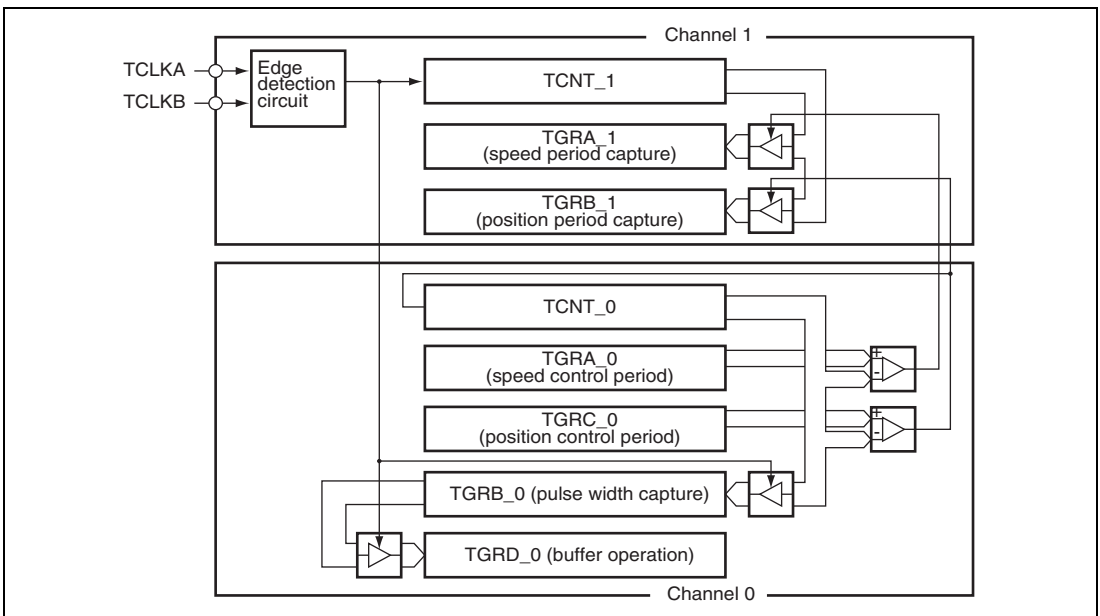 Channel 1
TCLKA
TCLKB
Edge
detection
circuit
TCNT_1
TGRA_1
(speed period capture)
TGRB_1
(position period capture)
TCNT_0
TGRA_0
(speed control period)
+
-
TGRC_0
(position control period)
+
-
TGRB_0 (pulse width capture)
TGRD_0 (buffer operation)
Channel 0